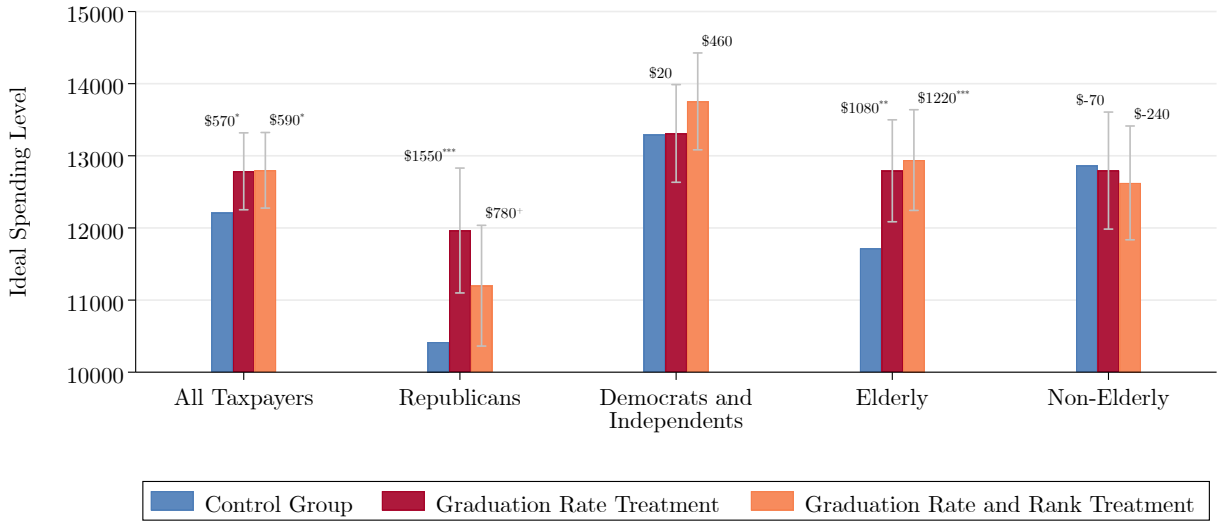 15000
14000
13000
12000
11000
10000
Ideal Spending Level
$570*
$590*
$1550***
$780†
$20
$460
$1080**
$1220***
$-70
$-240
All Taxpayers
Republicans
Democrats and
Independents
Elderly
Non-Elderly
Control Group
Graduation Rate Treatment
Graduation Rate and Rank Treatment